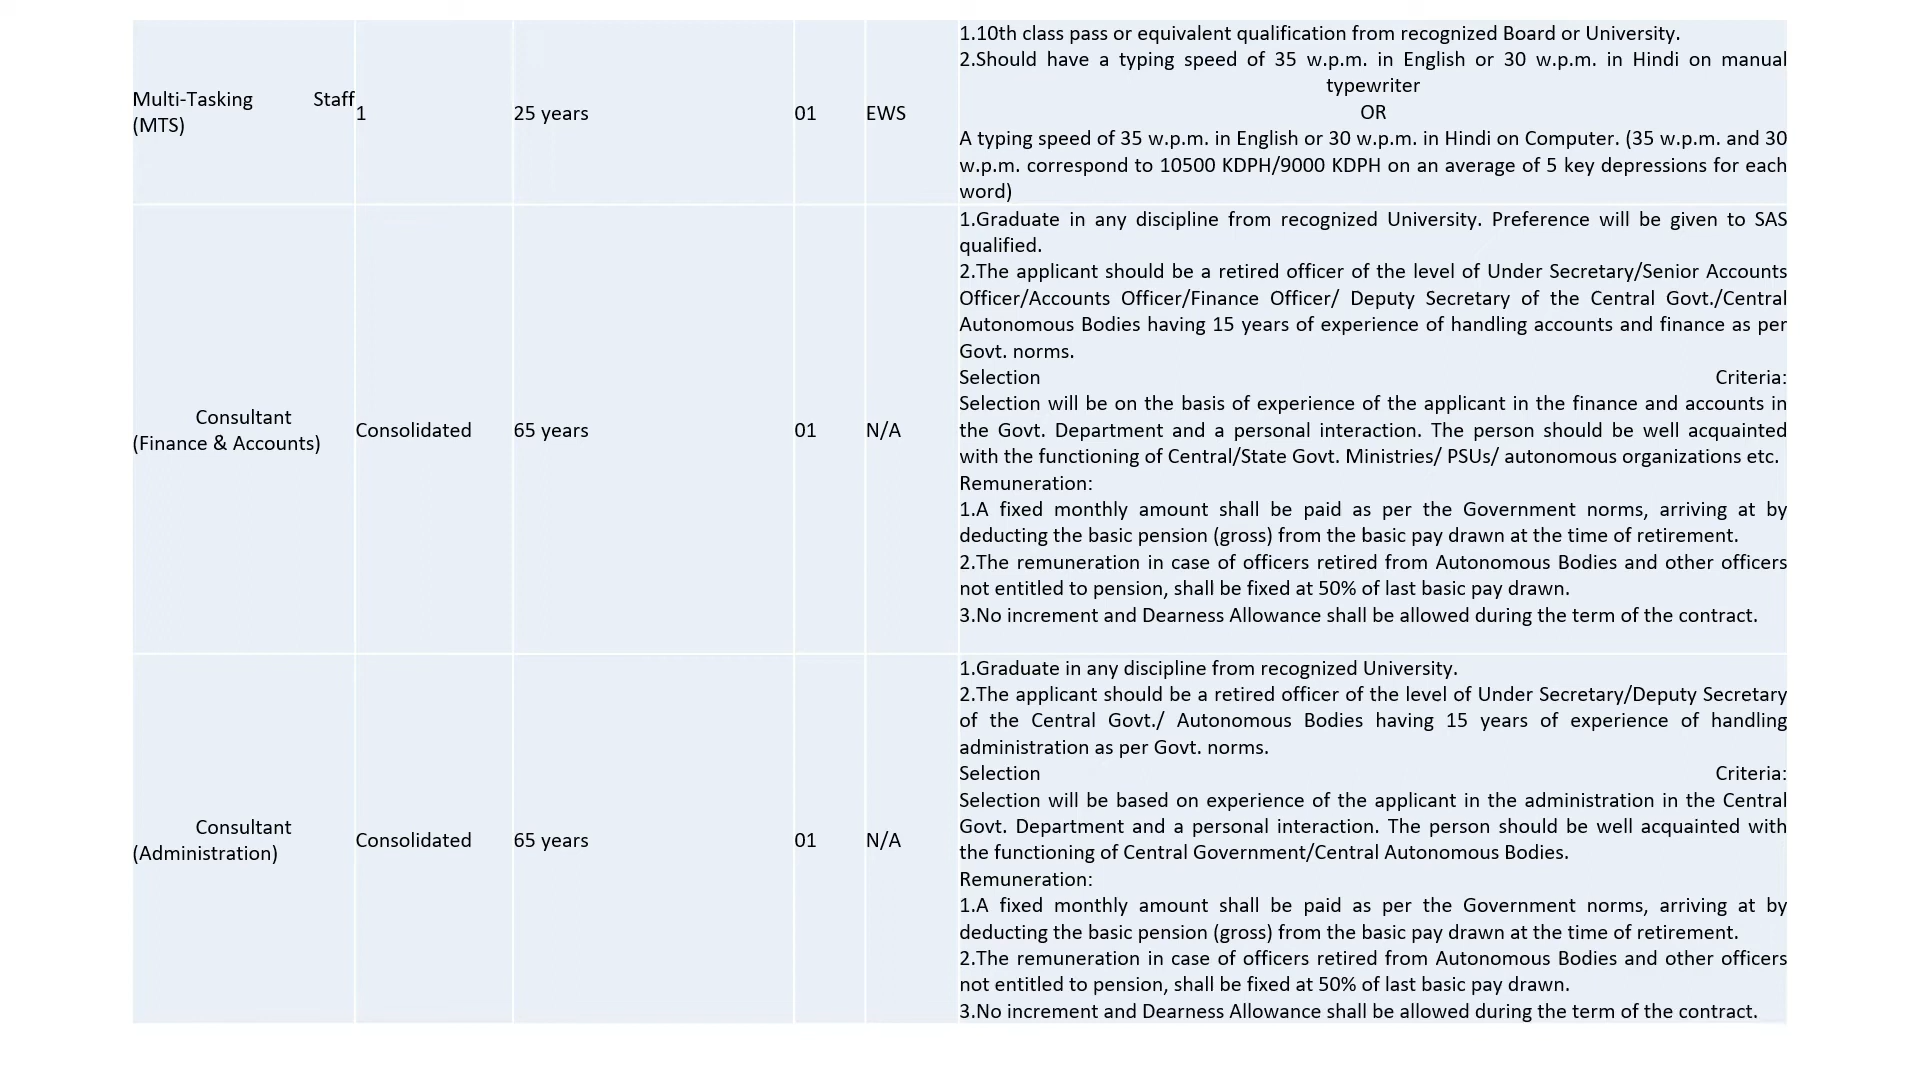 Multi-Tasking Staff
(MTS)
1
25 years
01
EWS
1.10th class pass or equivalent qualification from recognized Board or University.
2.Should have a typing speed of 35 w.p.m. in English or 30 w.p.m. in Hindi on manual
typewriter
OR
A typing speed of 35 w.p.m. in English or 30 w.p.m. in Hindi on Computer. (35 w.p.m. and 30
w.p.m. correspond to 10500 KDPH/9000 KDPH on an average of 5 key depressions for each
word)
Consultant
(Finance & Accounts)
Consolidated
65 years
01
N/A
1.Graduate in any discipline from recognized University. Preference will be given to SAS
qualified.
2.The applicant should be a retired officer of the level of Under Secretary/Senior Accounts
Officer/Accounts Officer/Finance Officer/ Deputy Secretary of the Central Govt./Central
Autonomous Bodies having 15 years of experience of handling accounts and finance as per
Govt. norms.
Selection Criteria:
Selection will be on the basis of experience of the applicant in the finance and accounts in
the Govt. Department and a personal interaction. The person should be well acquainted
with the functioning of Central/State Govt. Ministries/ PSUs/ autonomous organizations etc.
Remuneration:
1.A fixed monthly amount shall be paid as per the Government norms, arriving at by
deducting the basic pension (gross) from the basic pay drawn at the time of retirement.
2.The remuneration in case of officers retired from Autonomous Bodies and other officers
not entitled to pension, shall be fixed at 50% of last basic pay drawn.
3.No increment and Dearness Allowance shall be allowed during the term of the contract.
Consultant
(Administration)
Consolidated
65 years
01
N/A
1.Graduate in any discipline from recognized University.
2.The applicant should be a retired officer of the level of Under Secretary/Deputy Secretary
of the Central Govt./ Autonomous Bodies having 15 years of experience of handling
administration as per Govt. norms.
Selection Criteria:
Selection will be based on experience of the applicant in the administration in the Central
Govt. Department and a personal interaction. The person should be well acquainted with
the functioning of Central Government/Central Autonomous Bodies.
Remuneration:
1.A fixed monthly amount shall be paid as per the Government norms, arriving at by
deducting the basic pension (gross) from the basic pay drawn at the time of retirement.
2.The remuneration in case of officers retired from Autonomous Bodies and other officers
not entitled to pension, shall be fixed at 50% of last basic pay drawn.
3.No increment and Dearness Allowance shall be allowed during the term of the contract.